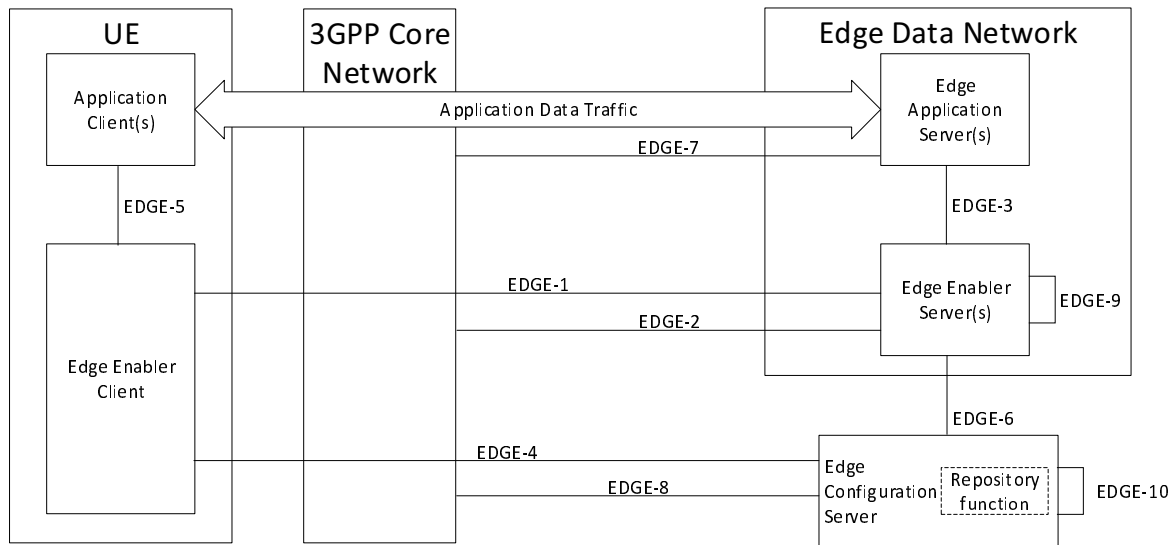 UE
3GPP Core
Network
Edge Data Network
Application
Client(s)
Application Data Traffic
Edge
Application
Server(s)
EDGE-7
EDGE-5
EDGE-3
Edge Enabler
Client
EDGE-1
EDGE-2
Edge Enabler
Server(s)
EDGE-9
EDGE-6
EDGE-4
EDGE-8
Edge
Configuration
Server
Repository
function
EDGE-10